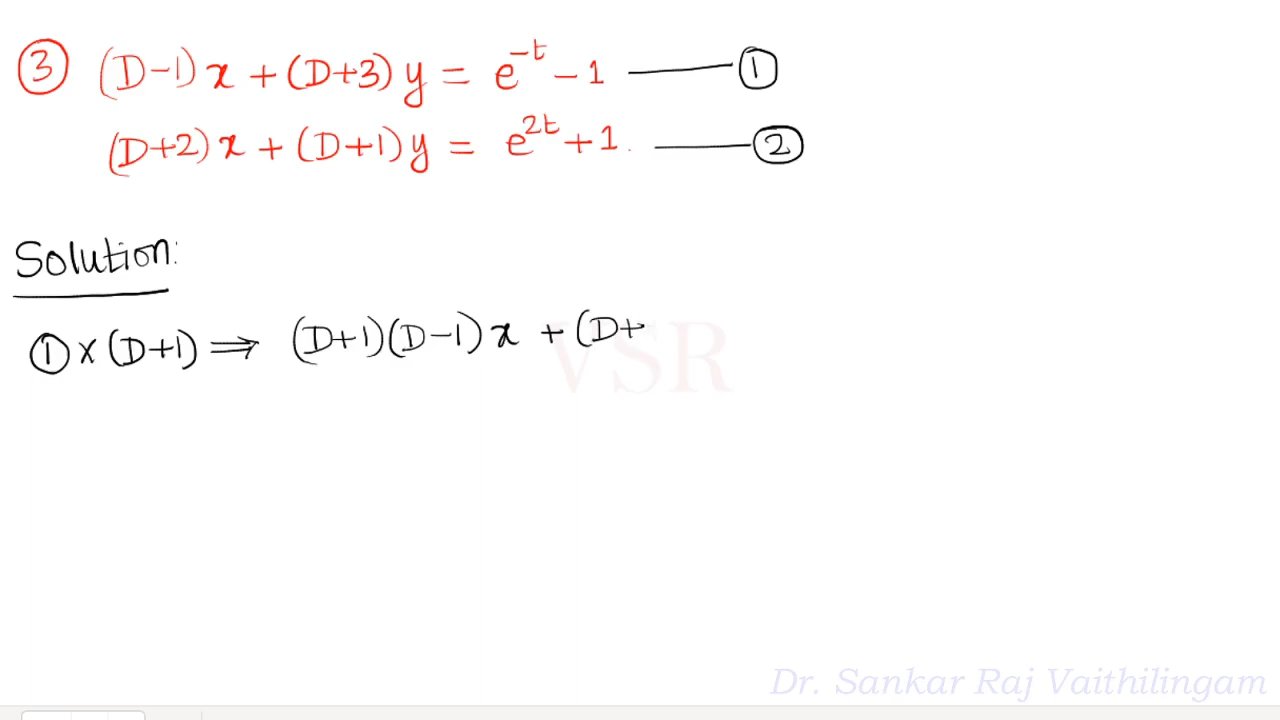 ③ (D-1)x + (D+3)y = e^{-t} - 1 —— ①
(D+2)x + (D+1)y = e^{2t} + 1. —— ②
Solution:
① × (D+1) ⇒ (D+1)(D-1)x + (D+
VSR
Dr. Sankar Raj Vaithilingam